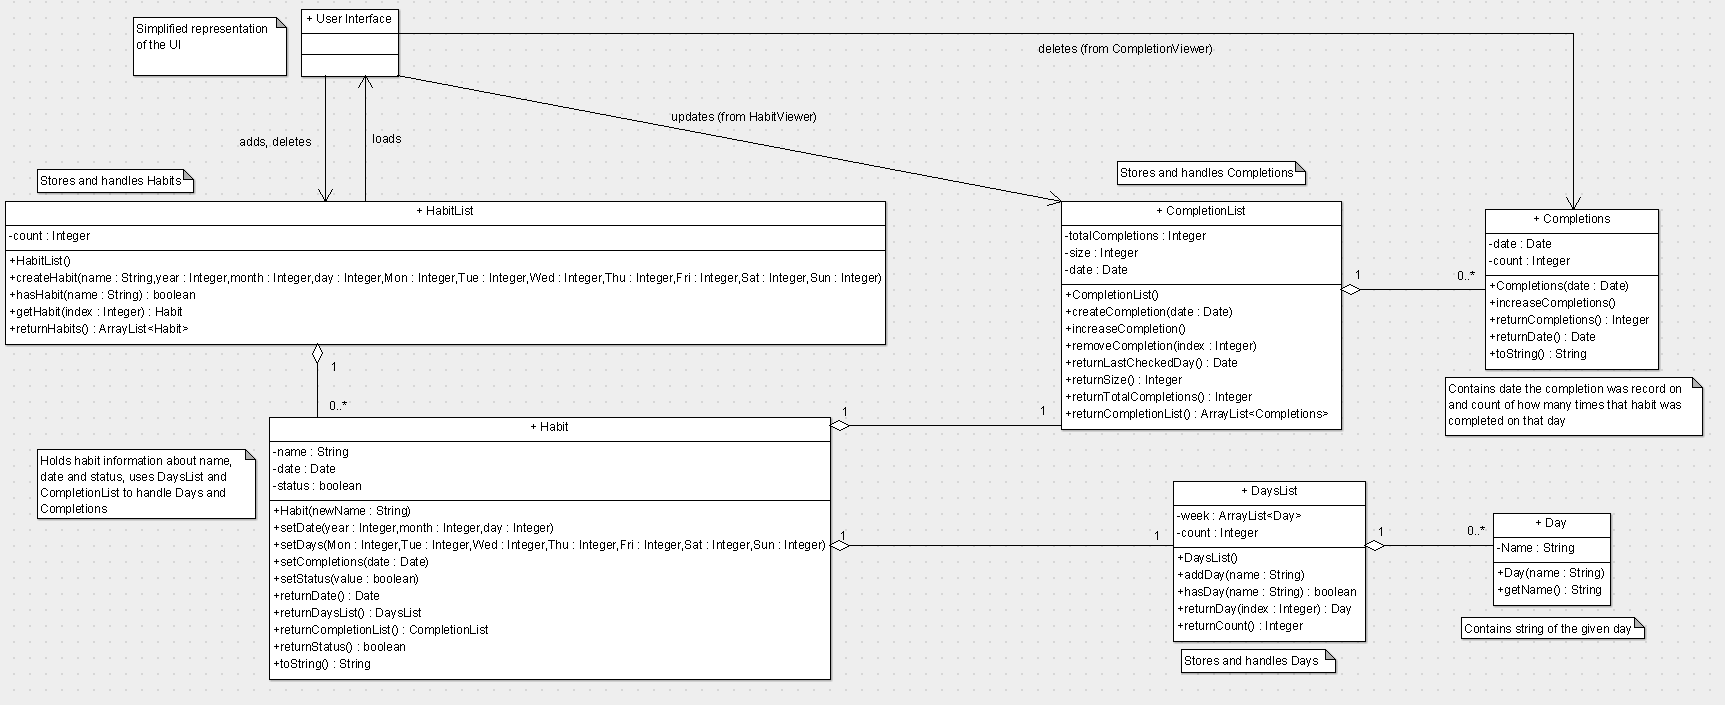 Simplified representation
of the UI
+ User Interface
deletes (from CompletionViewer)
updates (from HabitViewer)
adds, deletes
loads
Stores and handles Habits
+ HabitList
-count : Integer
+HabitList()
+createHabit(name : String,year : Integer,month : Integer,day : Integer,Mon : Integer,Tue : Integer,Wed : Integer,Thu : Integer,Fri : Integer,Sat : Integer,Sun : Integer)
+hasHabit(name : String) : boolean
+getHabit(index : Integer) : Habit
+returnHabits() : ArrayList<Habit>
1
0..*
Stores and handles Completions
+ CompletionList
-totalCompletions : Integer
-size : Integer
-date : Date
+CompletionList()
+createCompletion(date : Date)
+increaseCompletion()
+removeCompletion(index : Integer)
+returnLastCheckedDay() : Date
+returnSize() : Integer
+returnTotalCompletions() : Integer
+returnCompletionList() : ArrayList<Completions>
1
0..*
+ Completions
-date : Date
-count : Integer
+Completions(date : Date)
+increaseCompletions()
+returnCompletions() : Integer
+returnDate() : Date
+toString() : String
Contains date the completion was record on
and count of how many times that habit was
completed on that day
Holds habit information about name,
date and status, uses DaysList and
CompletionList to handle Days and
Completions
+ Habit
-name : String
-date : Date
-status : boolean
+Habit(newName : String)
+setDate(year : Integer,month : Integer,day : Integer)
+setDays(Mon : Integer,Tue : Integer,Wed : Integer,Thu : Integer,Fri : Integer,Sat : Integer,Sun : Integer)
+setCompletions(date : Date)
+setStatus(value : boolean)
+returnDate() : Date
+returnDaysList() : DaysList
+returnCompletionList() : CompletionList
+returnStatus() : boolean
+toString() : String
1
1
1
1
+ DaysList
-week : ArrayList<Day>
-count : Integer
+DaysList()
+addDay(name : String)
+hasDay(name : String) : boolean
+returnDay(index : Integer) : Day
+returnCount() : Integer
Stores and handles Days
1
0..*
+ Day
-Name : String
+Day(name : String)
+getName() : String
Contains string of the given day